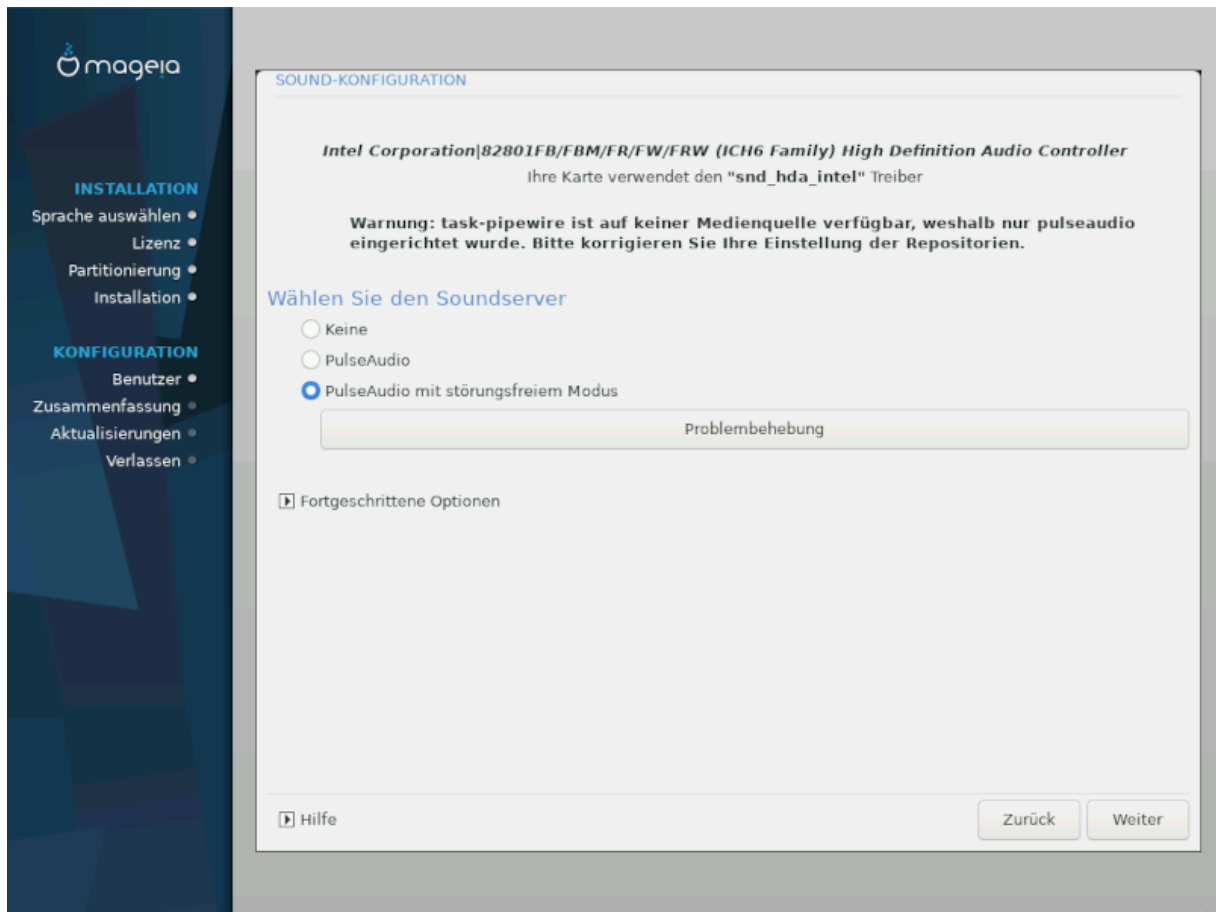 mageia
INSTALLATION
Sprache auswählen
Lizenz
Partitionierung
Installation
KONFIGURATION
Benutzer
Zusammenfassung
Aktualisierungen
Verlassen
SOUND-KONFIGURATION
Intel Corporation|82801FB/FBM/FR/FW/FRW (ICH6 Family) High Definition Audio Controller
Ihre Karte verwendet den "snd_hda_intel" Treiber
Warnung: task-pipewire ist auf keiner Medienquelle verfügbar, weshalb nur pulseaudio
eingerichtet wurde. Bitte korrigieren Sie Ihre Einstellung der Repositorien.
Wählen Sie den Soundserver
Keine
PulseAudio
PulseAudio mit störungsfreiem Modus
Problembehebung
Fortgeschrittene Optionen
Hilfe
Zurück
Weiter